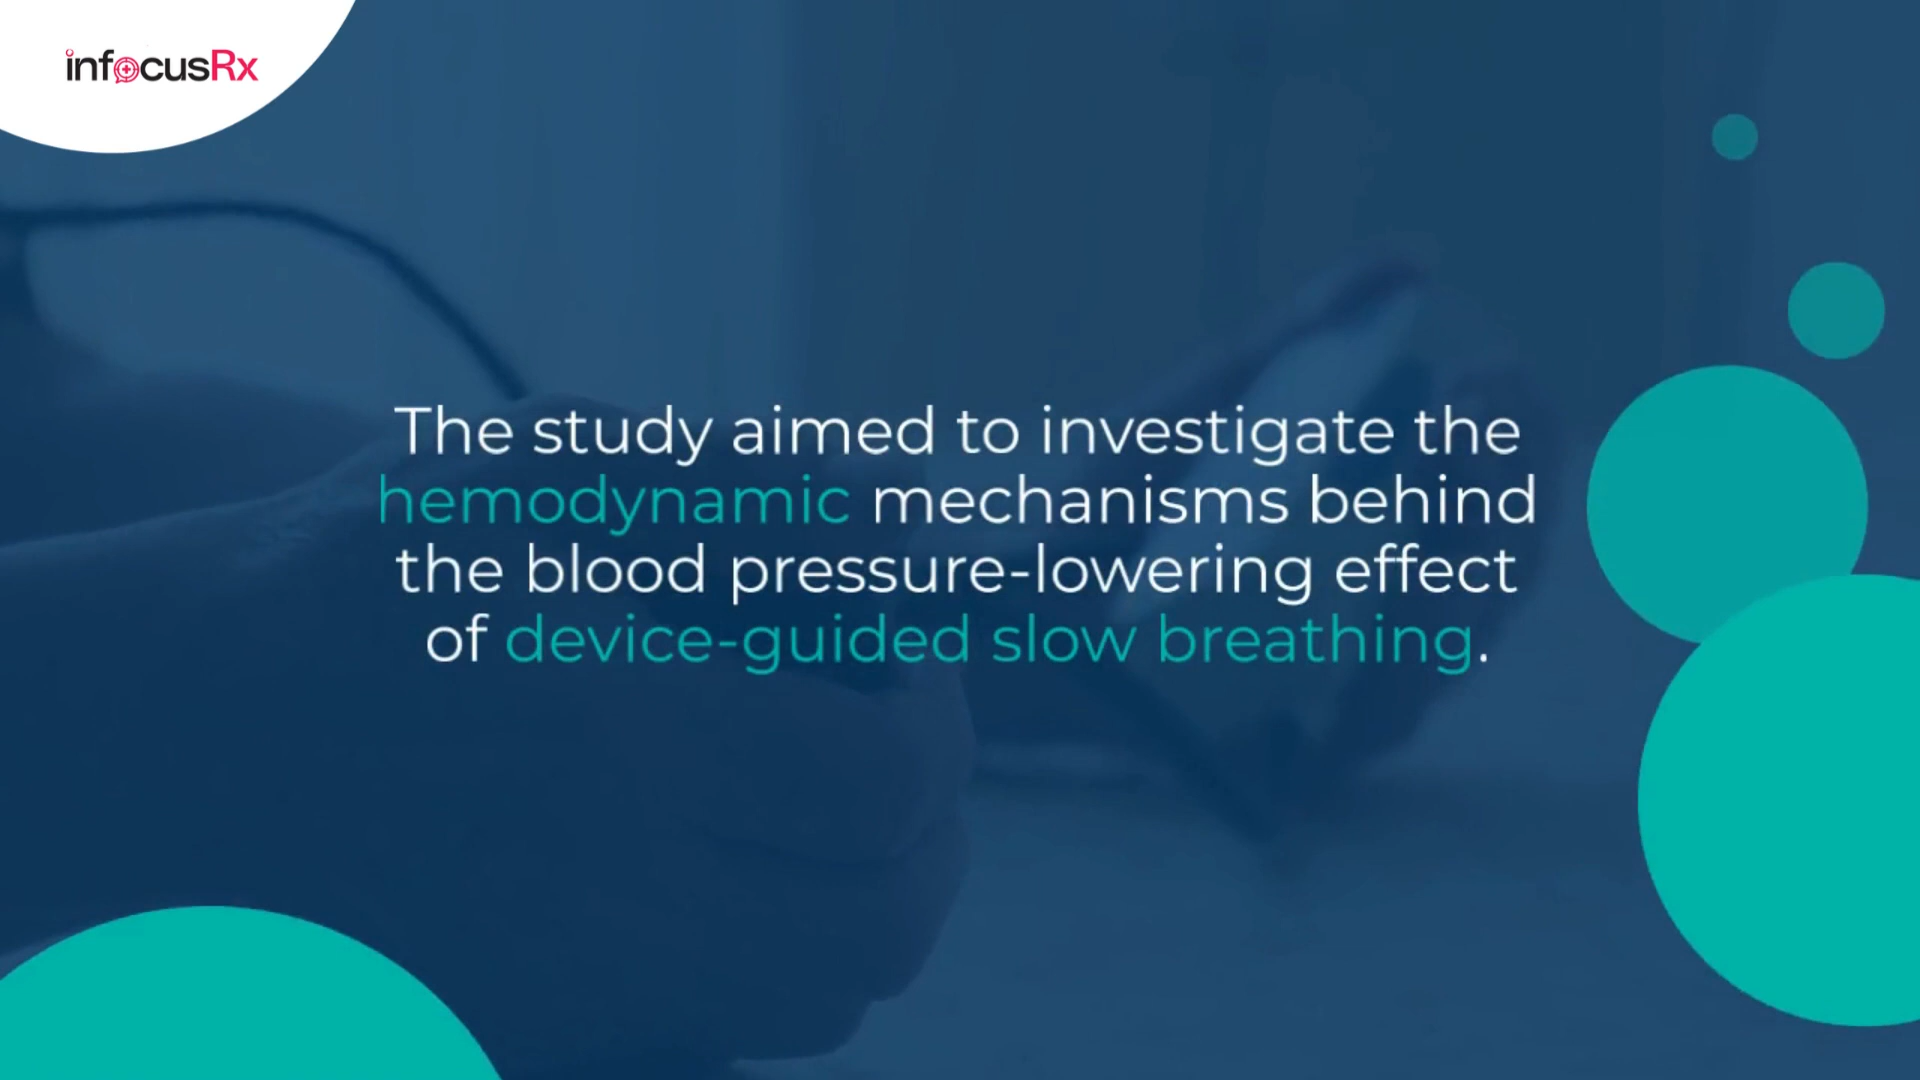 infocusRx
The study aimed to investigate the
hemodynamic mechanisms behind
the blood pressure-lowering effect
of device-guided slow breathing.